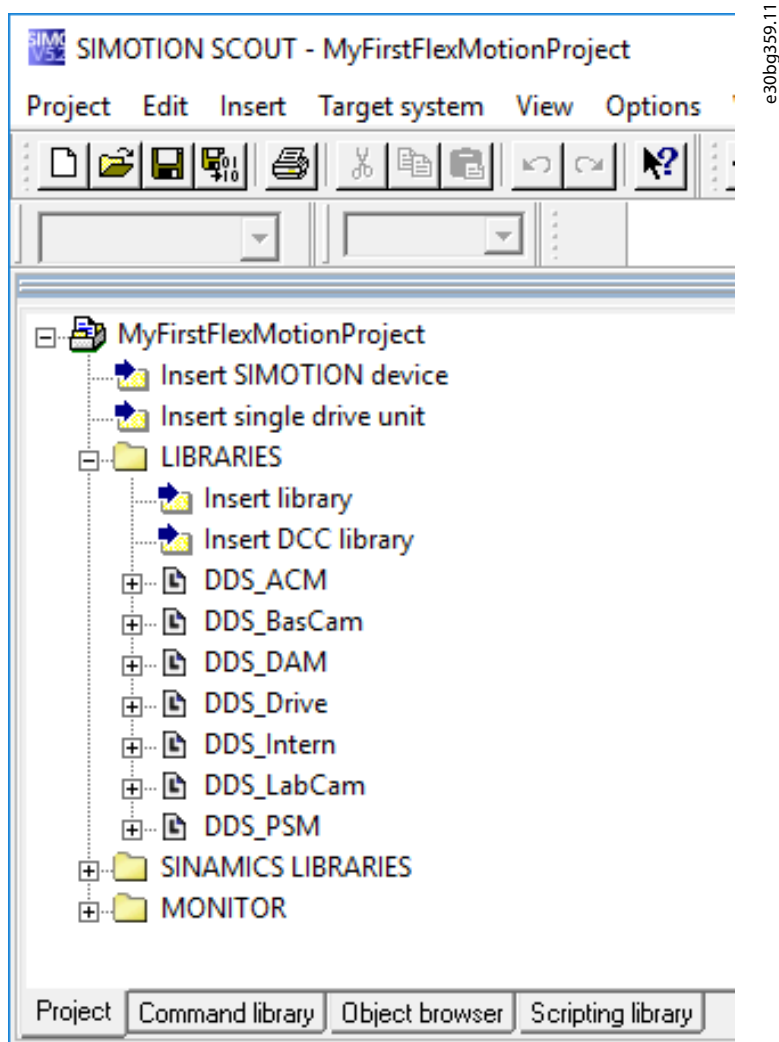 SIMOTION SCOUT - MyFirstFlexMotionProject
e30bg359.11
Project Edit Insert Target system View Options
MyFirstFlexMotionProject
Insert SIMOTION device
Insert single drive unit
LIBRARIES
Insert library
Insert DCC library
DDS_ACM
DDS_BasCam
DDS_DAM
DDS_Drive
DDS_Intern
DDS_LabCam
DDS_PSM
SINAMICS LIBRARIES
MONITOR
Project Command library Object browser Scripting library